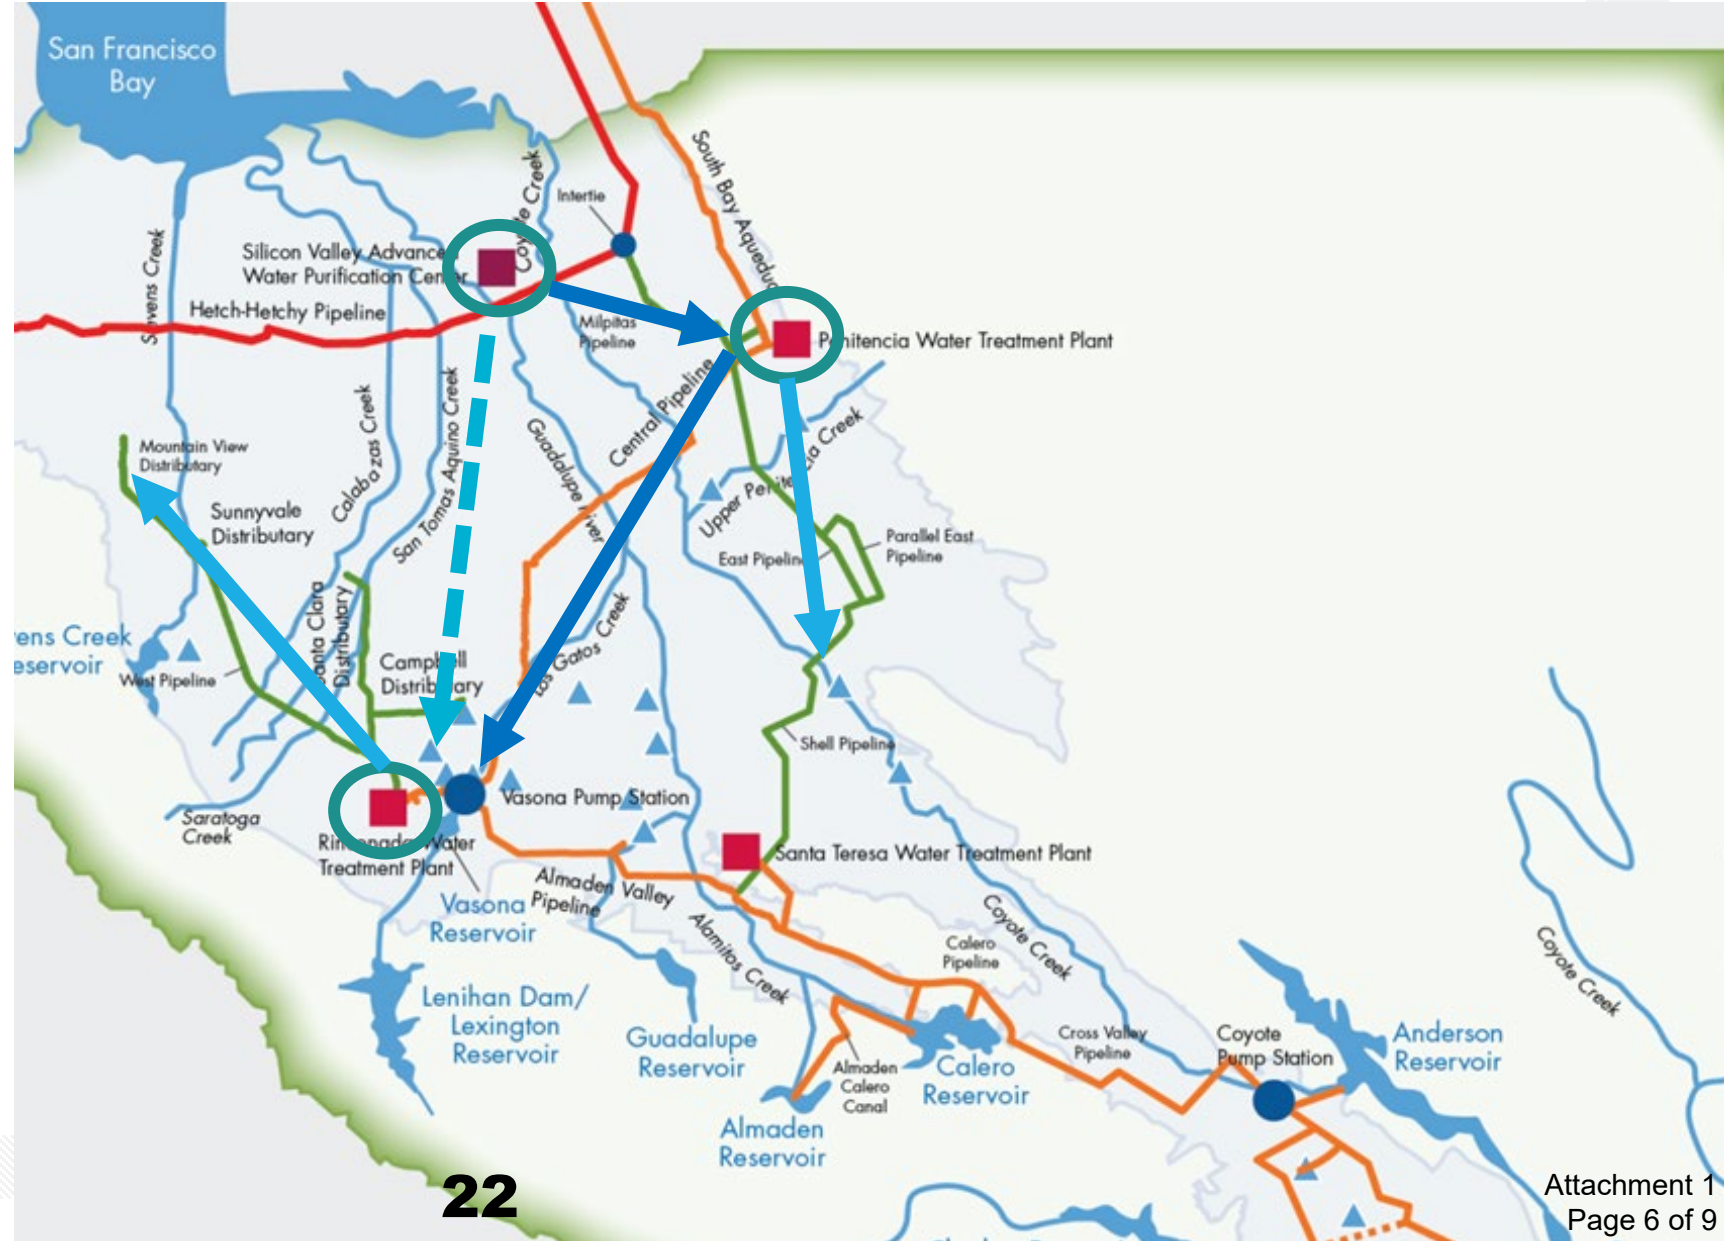 San Francisco
Bay
South Bay Aqueduc
Coyote Creek
Intertie
Silicon Valley Advance
Water Purification Center
Stevens Creek
Hetch-Hetchy Pipeline
Milpitas
Pipeline
Penitencia Water Treatment Plant
Central Pipeline
Calabazas Creek
San Tomas Aquino Creek
Guadalupe River
Mountain View
Distributary
Sunnyvale
Distributary
Upper Penitencia Creek
East Pipeline
Parallel East
Pipeline
Santa Clara
Distributary
Los Gatos Creek
ens Creek
eservoir
West Pipeline
Campbell
Distributary
Shell Pipeline
Vasona Pump Station
Saratoga
Creek
Rinconada Water
Treatment Plant
Santa Teresa Water Treatment Plant
Almaden Valley
Pipeline
Vasona
Reservoir
Alamitos Creek
Coyote Creek
Calero
Pipeline
Coyote Creek
Lenihan Dam/
Lexington
Reservoir
Guadalupe
Reservoir
Almaden
Calero
Canal
Calero
Reservoir
Cross Valley
Pipeline
Coyote
Pump Station
Anderson
Reservoir
Almaden
Reservoir
22
Attachment 1
Page 6 of 9